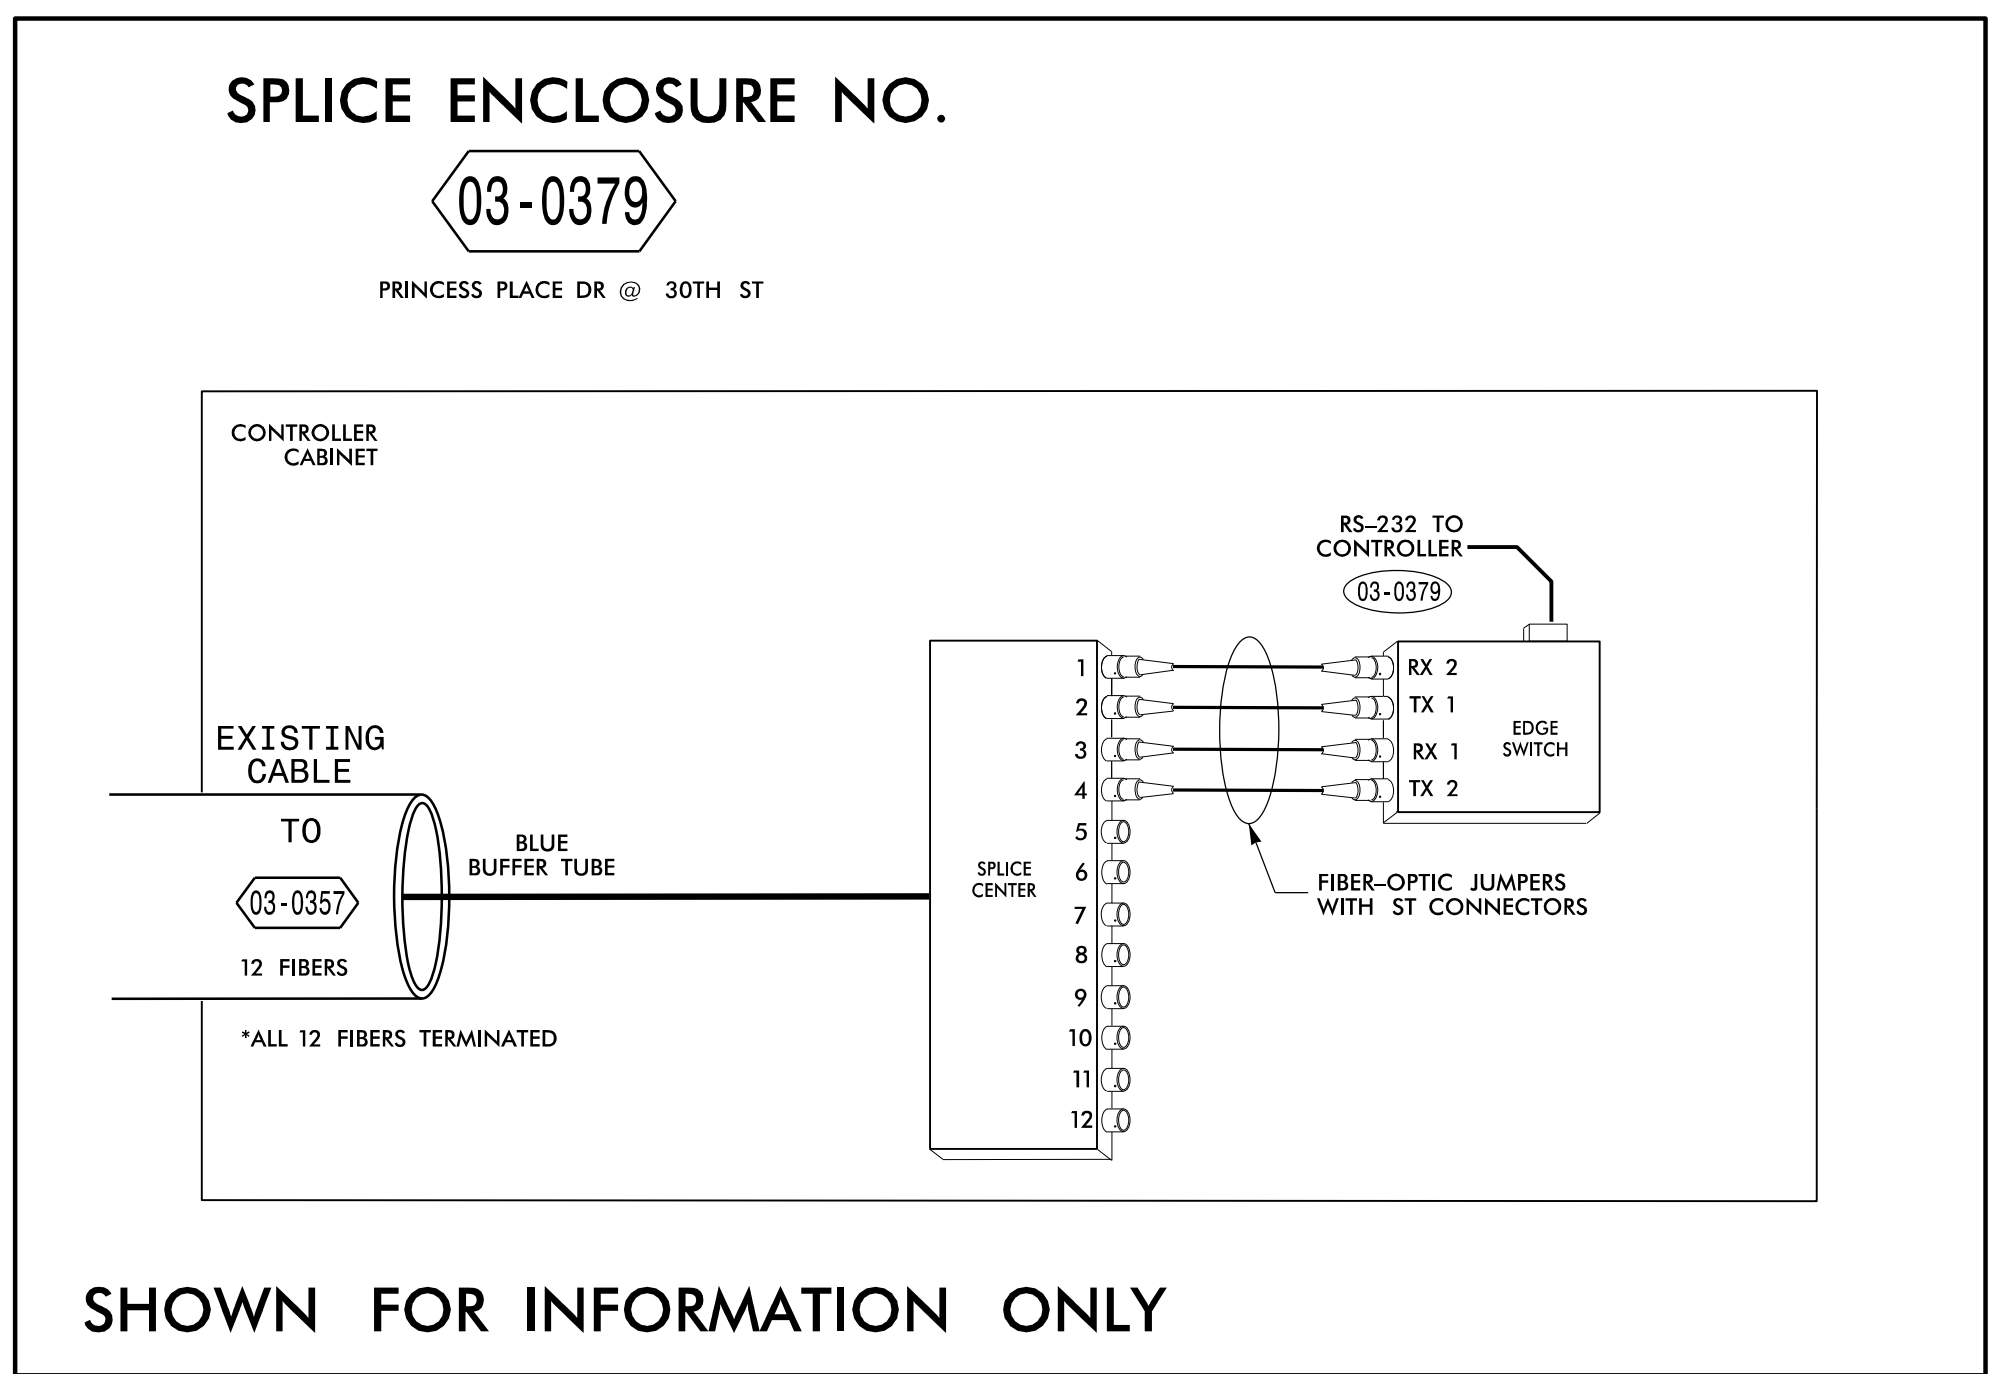 SPLICE ENCLOSURE NO.
03-0379
PRINCESS PLACE DR @ 30TH ST
CONTROLLER
CABINET
RS-232 TO
CONTROLLER
03-0379
1
2
3
4
5
6
7
8
9
10
11
12
RX 2
TX 1
RX 1
TX 2
EDGE
SWITCH
EXISTING
CABLE
TO
03-0357
12 FIBERS
BLUE
BUFFER TUBE
SPLICE
CENTER
FIBER-OPTIC JUMPERS
WITH ST CONNECTORS
*ALL 12 FIBERS TERMINATED
SHOWN FOR INFORMATION ONLY